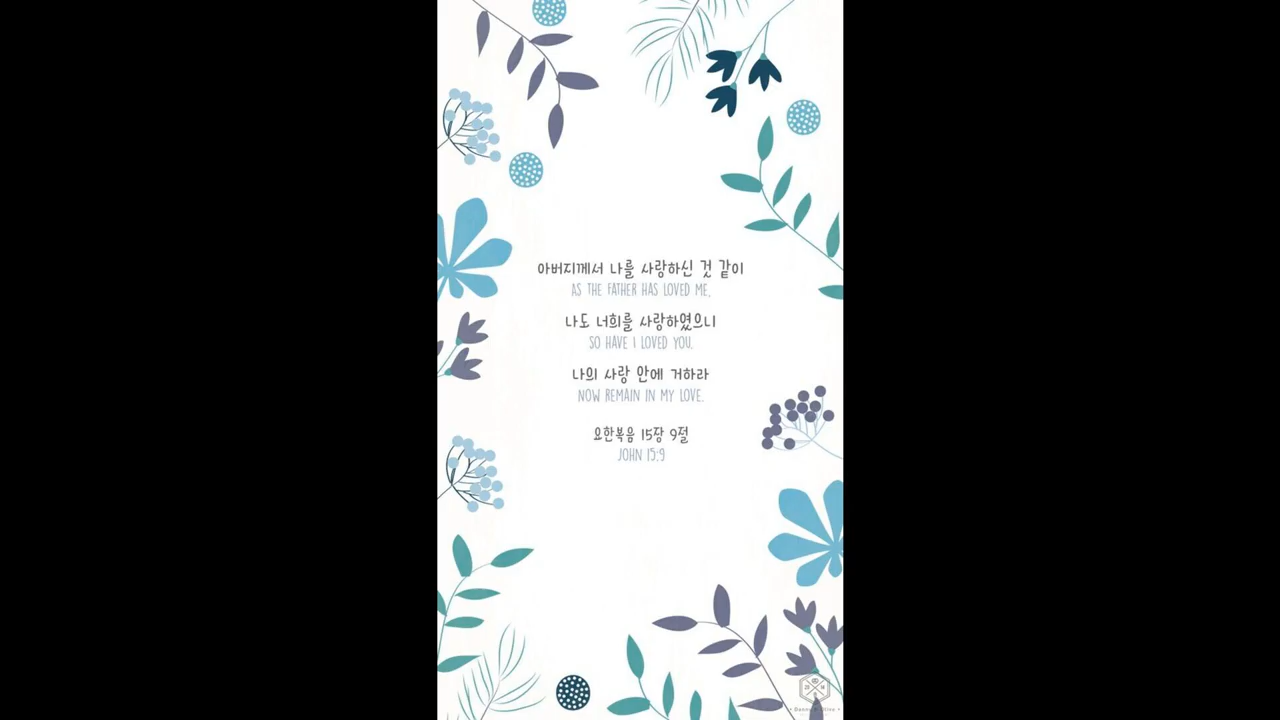 아버지께서 나를 사랑하신 것 같이
AS THE FATHER HAS LOVED ME,
나도 너희를 사랑하였으니
SO HAVE I LOVED YOU.
나의 사랑 안에 거하라
NOW REMAIN IN MY LOVE.
요한복음 15장 9절
JOHN 15:9